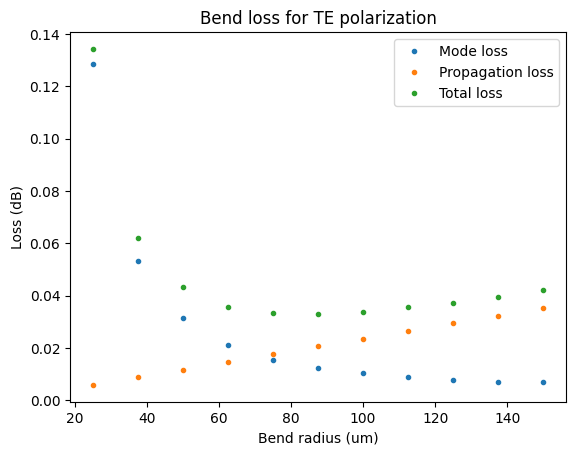 Bend loss for TE polarization
Mode loss
Propagation loss
Total loss
0.14
0.12
0.10
0.08
0.06
0.04
0.02
0.00
Loss (dB)
20
40
60
80
100
120
140
Bend radius (um)